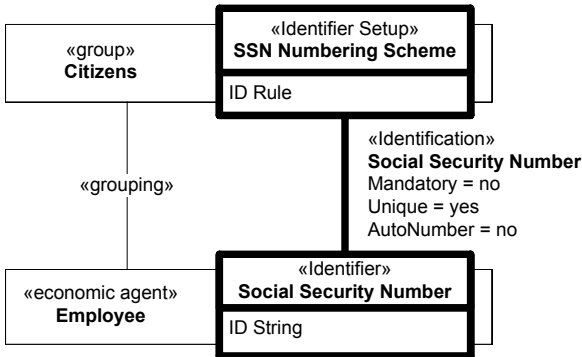 «group»
Citizens
«Identifier Setup»
SSN Numbering Scheme
ID Rule
«grouping»
«Identification»
Social Security Number
Mandatory = no
Unique = yes
AutoNumber = no
«economic agent»
Employee
«Identifier»
Social Security Number
ID String